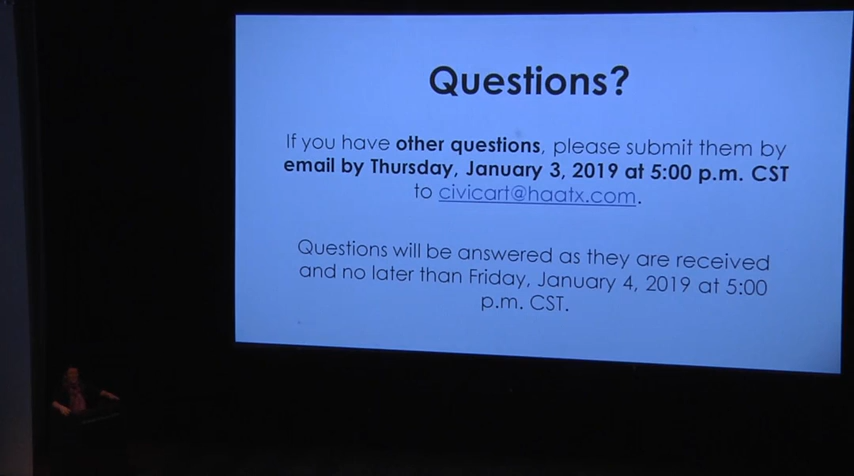 Questions?
If you have other questions, please submit them by
email by Thursday, January 3, 2019 at 5:00 p.m. CST
to civicart@haatx.com.
Questions will be answered as they are received
and no later than Friday, January 4, 2019 at 5:00
p.m. CST.